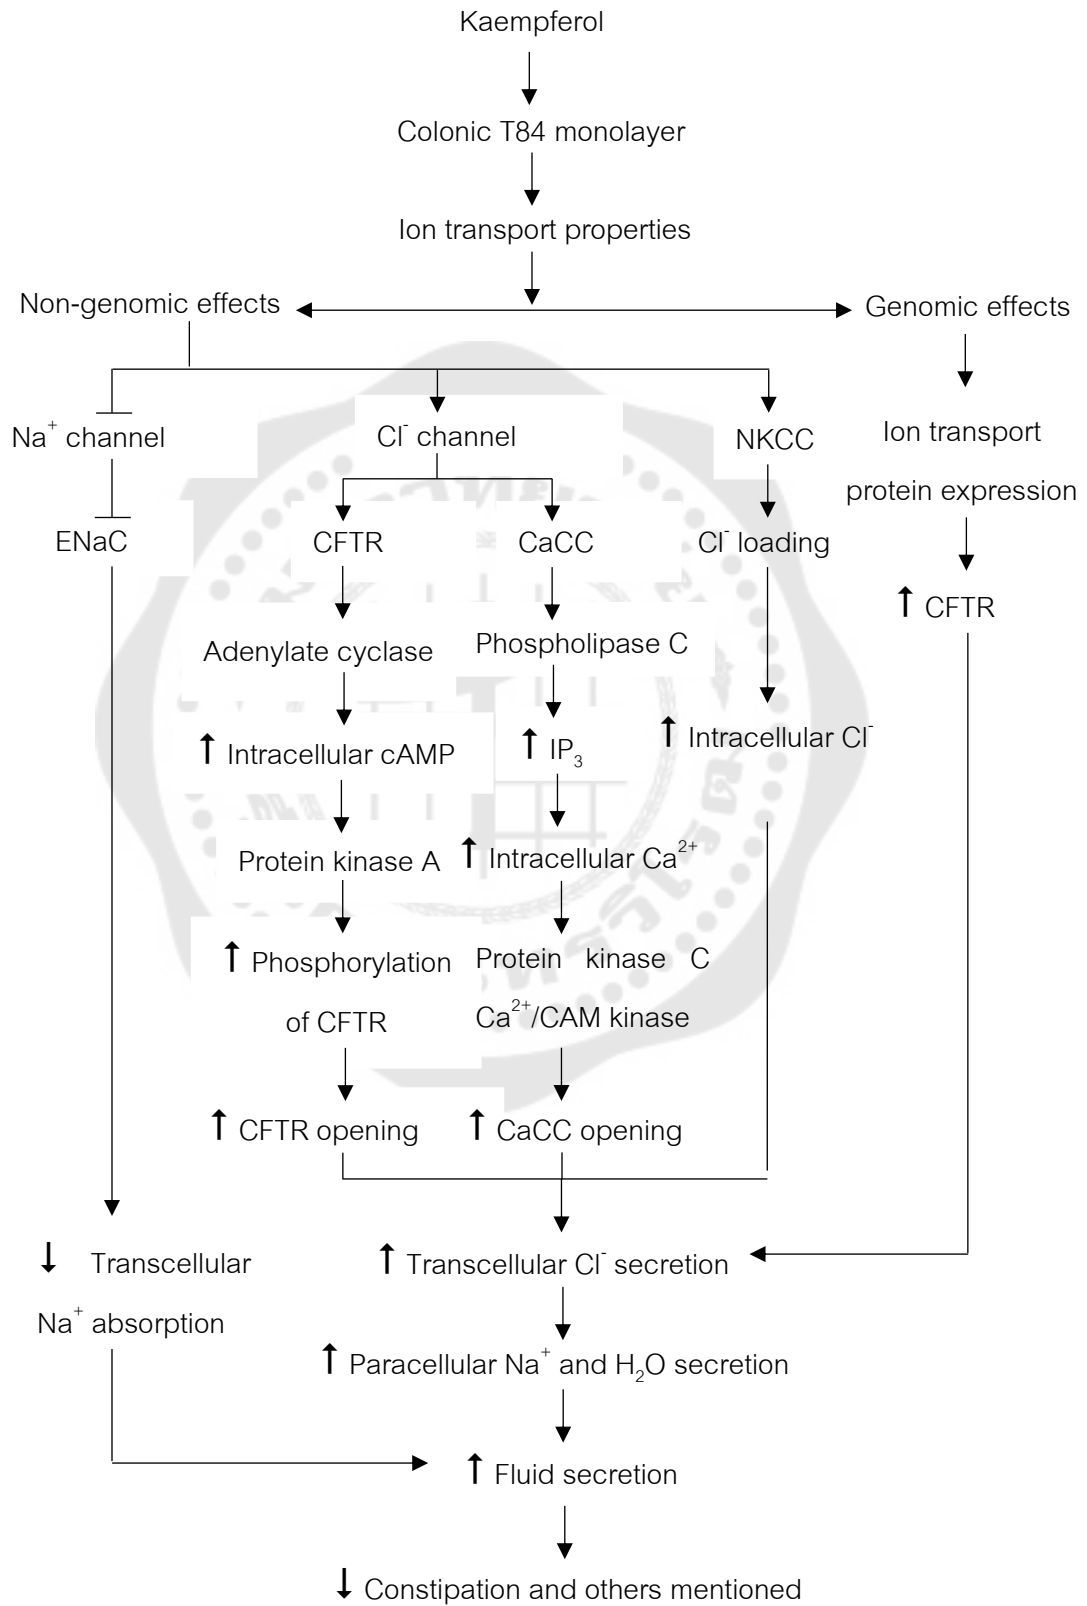 Kaempferol
Colonic T84 monolayer
Ion transport properties
Non-genomic effects
Genomic effects
Na⁺ channel
Cl⁻ channel
NKCC
Ion transport
protein expression
ENaC
CFTR
CaCC
Cl⁻ loading
↑ CFTR
Adenylate cyclase
Phospholipase C
↑ Intracellular cAMP
↑ IP₃
↑ Intracellular Cl⁻
Protein kinase A
↑ Intracellular Ca²⁺
↑ Phosphorylation
of CFTR
Protein kinase C
Ca²⁺/CAM kinase
↑ CFTR opening
↑ CaCC opening
↓ Transcellular
Na⁺ absorption
↑ Transcellular Cl⁻ secretion
↑ Paracellular Na⁺ and H₂O secretion
↑ Fluid secretion
↓ Constipation and others mentioned